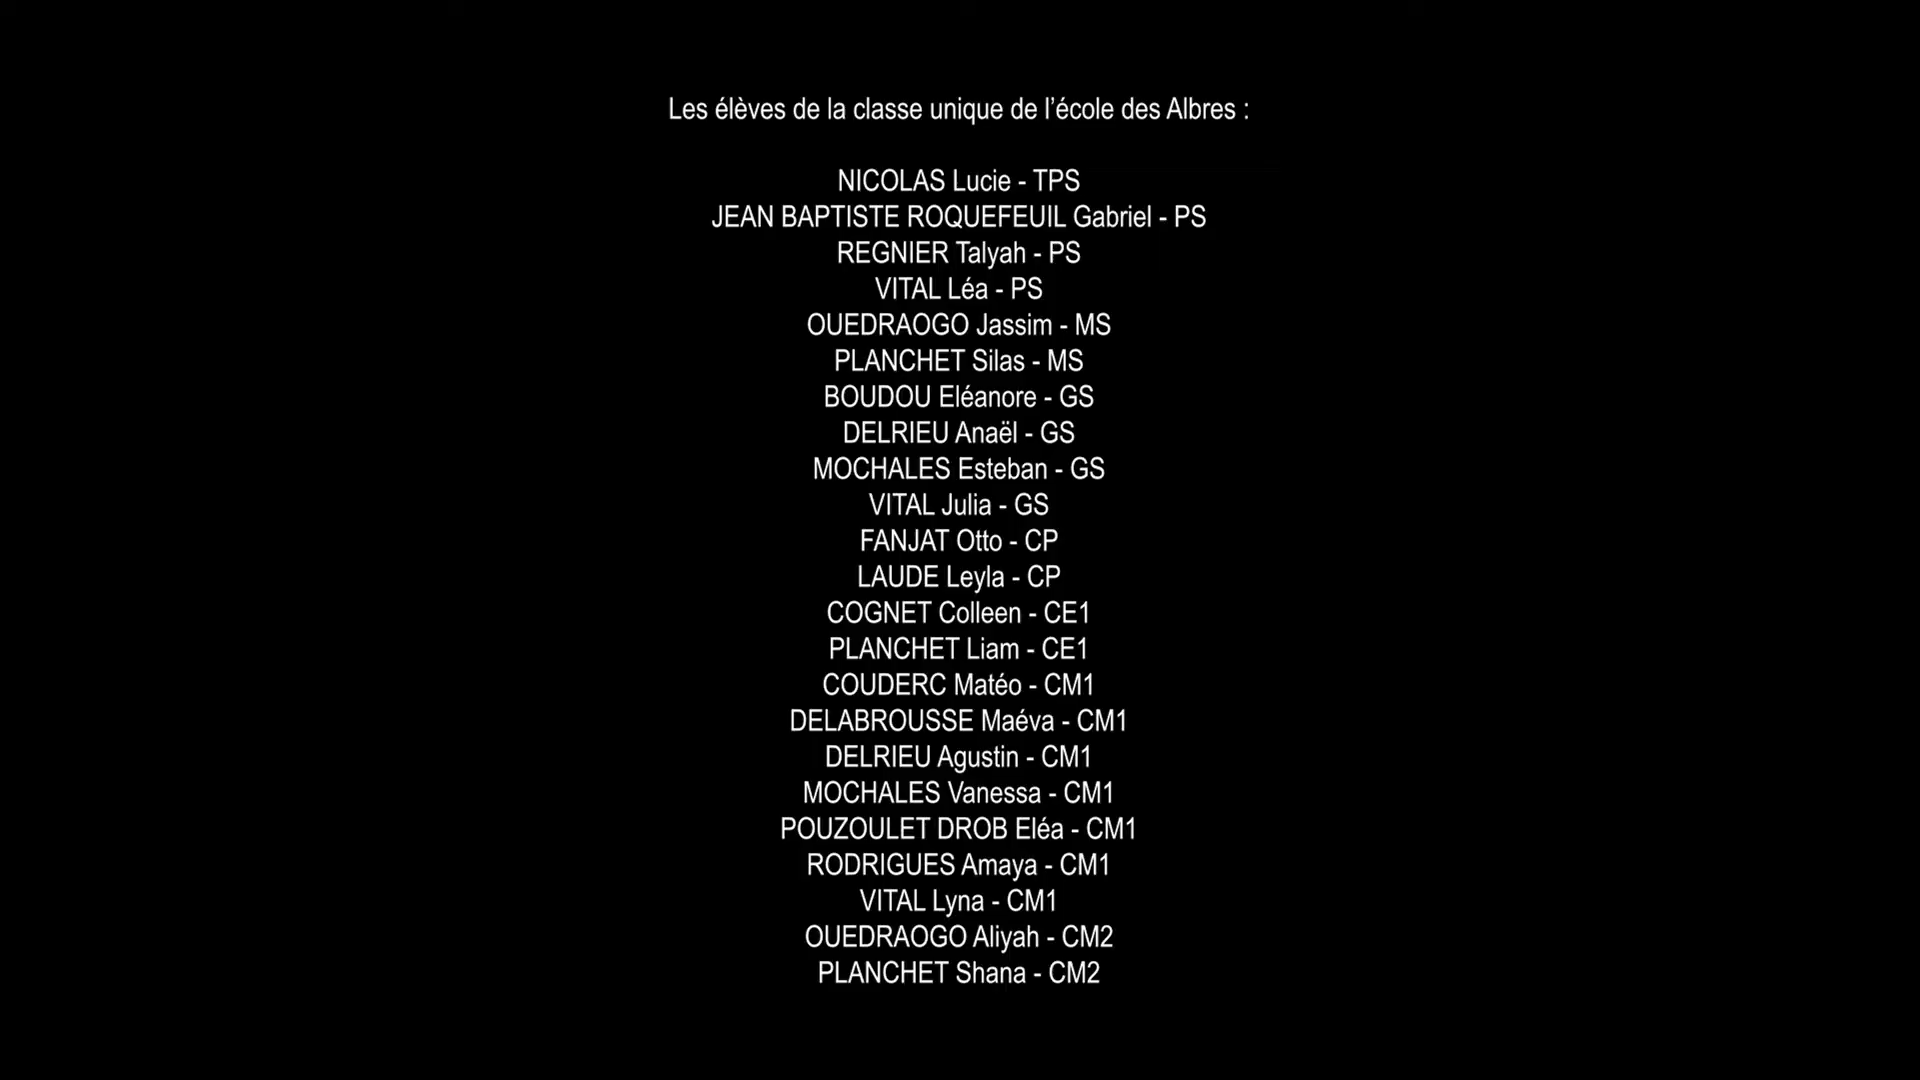 Les élèves de la classe unique de l’école des Albres :
NICOLAS Lucie - TPS
JEAN BAPTISTE ROQUEFEUIL Gabriel - PS
REGNIER Talyah - PS
VITAL Léa - PS
OUEDRAOGO Jassim - MS
PLANCHET Silas - MS
BOUDOU Eléanore - GS
DELRIEU Anaël - GS
MOCHALES Esteban - GS
VITAL Julia - GS
FANJAT Otto - CP
LAUDE Leyla - CP
COGNET Colleen - CE1
PLANCHET Liam - CE1
COUDERC Matéo - CM1
DELABROUSSE Maéva - CM1
DELRIEU Agustin - CM1
MOCHALES Vanessa - CM1
POUZOULET DROB Eléa - CM1
RODRIGUES Amaya - CM1
VITAL Lyna - CM1
OUEDRAOGO Aliyah - CM2
PLANCHET Shana - CM2